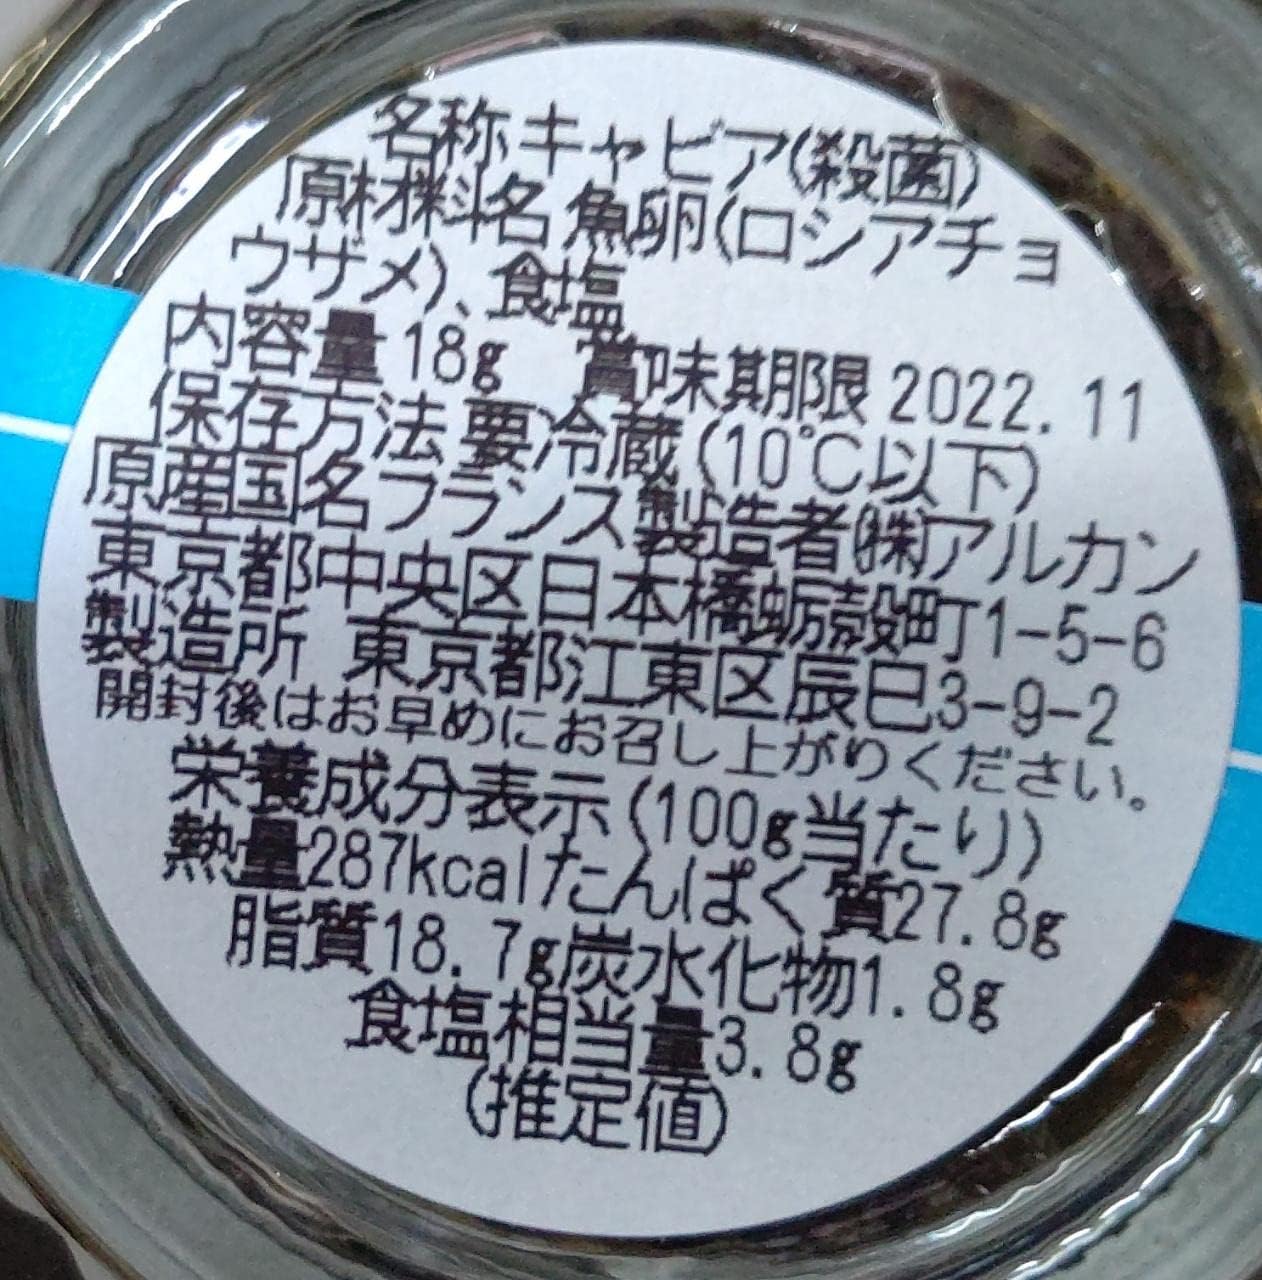 名称 キャビア(殺菌)
原材料名 魚卵(ロシアチョ
ウザメ)、食塩
内容量 18g 賞味期限 2022. 11
保存方法 要冷蔵 (10℃以下)
原産国名フランス 製造者(株)アルカン
東京都中央区日本橋蛎殻町1-5-6
製造所 東京都江東区辰巳3-9-2
開封後はお早めにお召し上がりください。
栄養成分表示 (100g当たり)
熱量287kcalたんぱく質27.8g
脂質18.7g炭水化物1.8g
食塩相当量3.8g
(推定値)